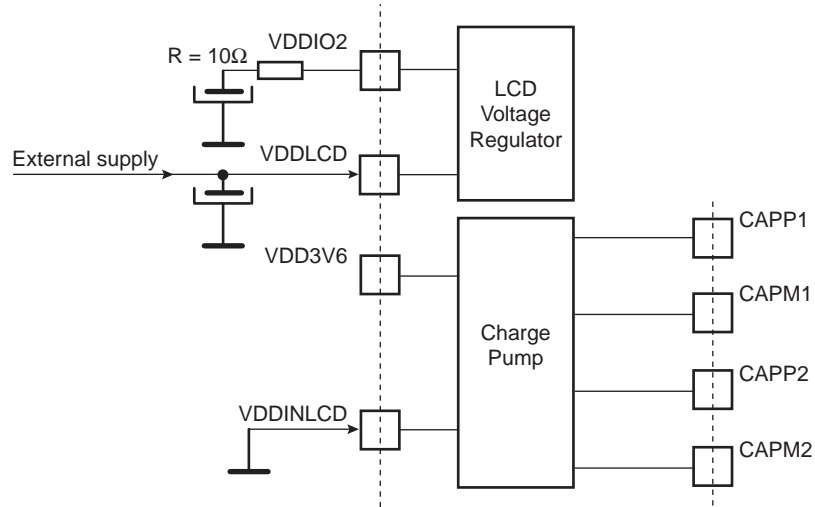 VDDIO2
R = 10Ω
LCD
Voltage
Regulator
External supply
VDDLCD
CAPP1
VDD3V6
CAPM1
Charge
Pump
CAPP2
VDDINLCD
CAPM2